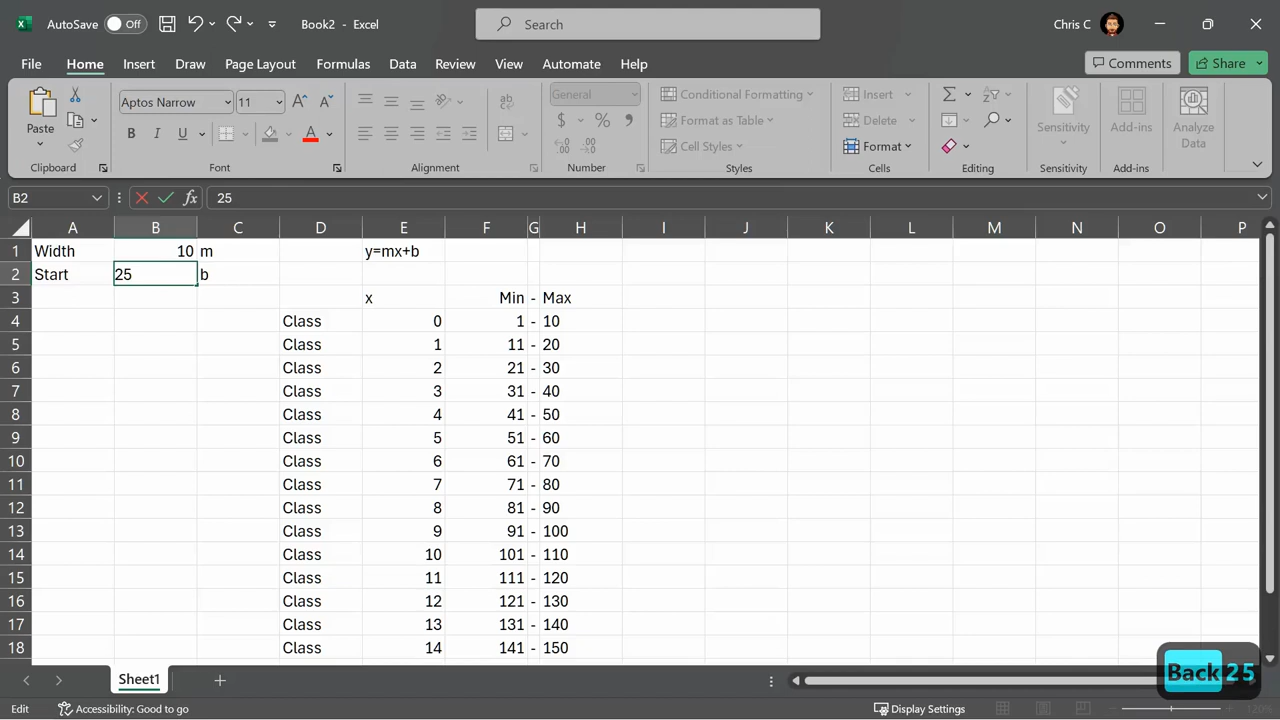 AutoSave Off Book2 - Excel Search Chris C
File Home Insert Draw Page Layout Formulas Data Review View Automate Help Comments Share
Paste Aptos Narrow 11 A A ab General Conditional Formatting Insert Σ
B I U A $ % , Format as Table Delete Sensitivity Add-ins Analyze Data
Cell Styles Format
Clipboard Font Alignment Number Styles Cells Editing Sensitivity Add-ins
B2 fx 25
A B C D E F G H I J K L M N O P
1 Width 10 m y=mx+b
2 Start 25 b
3 x Min - Max
4 Class 0 1 - 10
5 Class 1 11 - 20
6 Class 2 21 - 30
7 Class 3 31 - 40
8 Class 4 41 - 50
9 Class 5 51 - 60
10 Class 6 61 - 70
11 Class 7 71 - 80
12 Class 8 81 - 90
13 Class 9 91 - 100
14 Class 10 101 - 110
15 Class 11 111 - 120
16 Class 12 121 - 130
17 Class 13 131 - 140
18 Class 14 141 - 150
Back 25
Sheet1
Edit Accessibility: Good to go Display Settings 120%